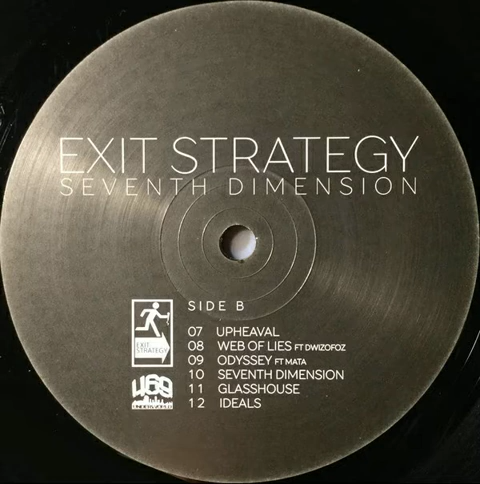 EXIT STRATEGY
SEVENTH DIMENSION
SIDE B
07 UPHEAVAL
08 WEB OF LIES FT DWIZOFOZ
09 ODYSSEY FT MATA
10 SEVENTH DIMENSION
11 GLASSHOUSE
12 IDEALS
EXIT
STRATEGY